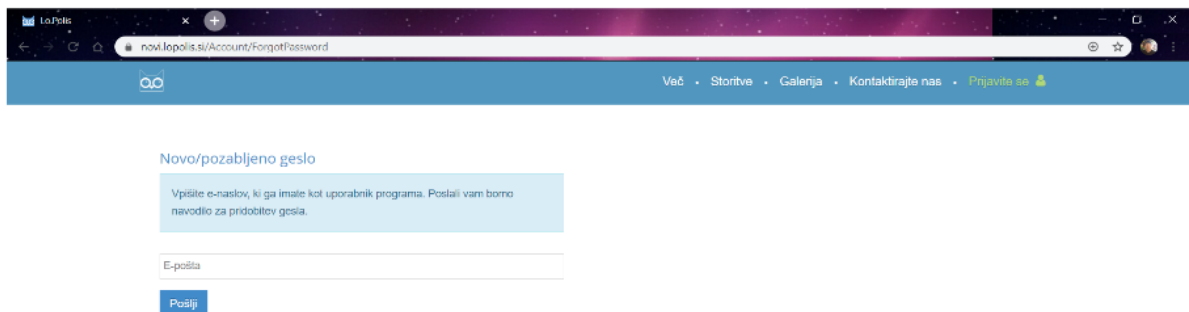 Lo.Polis
novi.lopolis.si/Account/ForgotPassword
Več • Storitve • Galerija • Kontaktirajte nas • Prijavite se
Novo/pozabljeno geslo
Vpišite e-naslov, ki ga imate kot uporabnik programa. Poslali vam bomo
navodilo za pridobitev gesla.
E-pošta
Pošlji